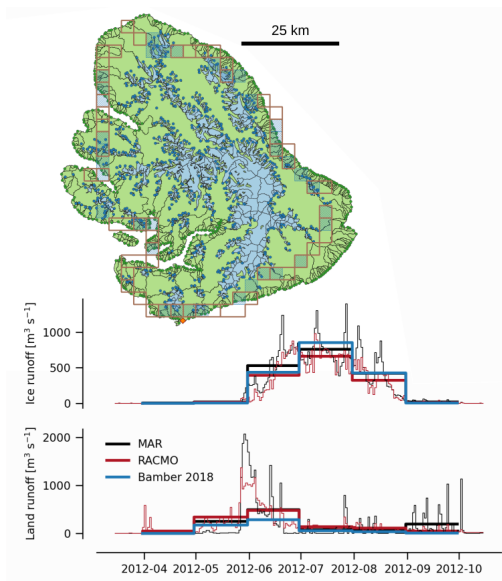 25 km
Ice runoff [m³ s⁻¹]
1000
500
0
Land runoff [m³ s⁻¹]
2000
1000
0
MAR
RACMO
Bamber 2018
2012-04 2012-05 2012-06 2012-07 2012-08 2012-09 2012-10